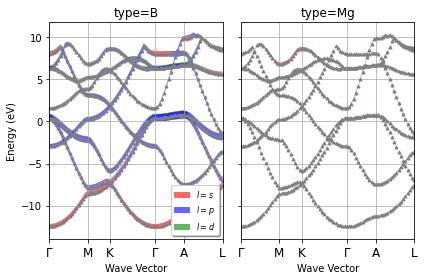 type=B
type=Mg
Energy (eV)
10
5
0
−5
−10
l = s
l = p
l = d
Γ M K Γ A L
Γ M K Γ A L
Wave Vector
Wave Vector